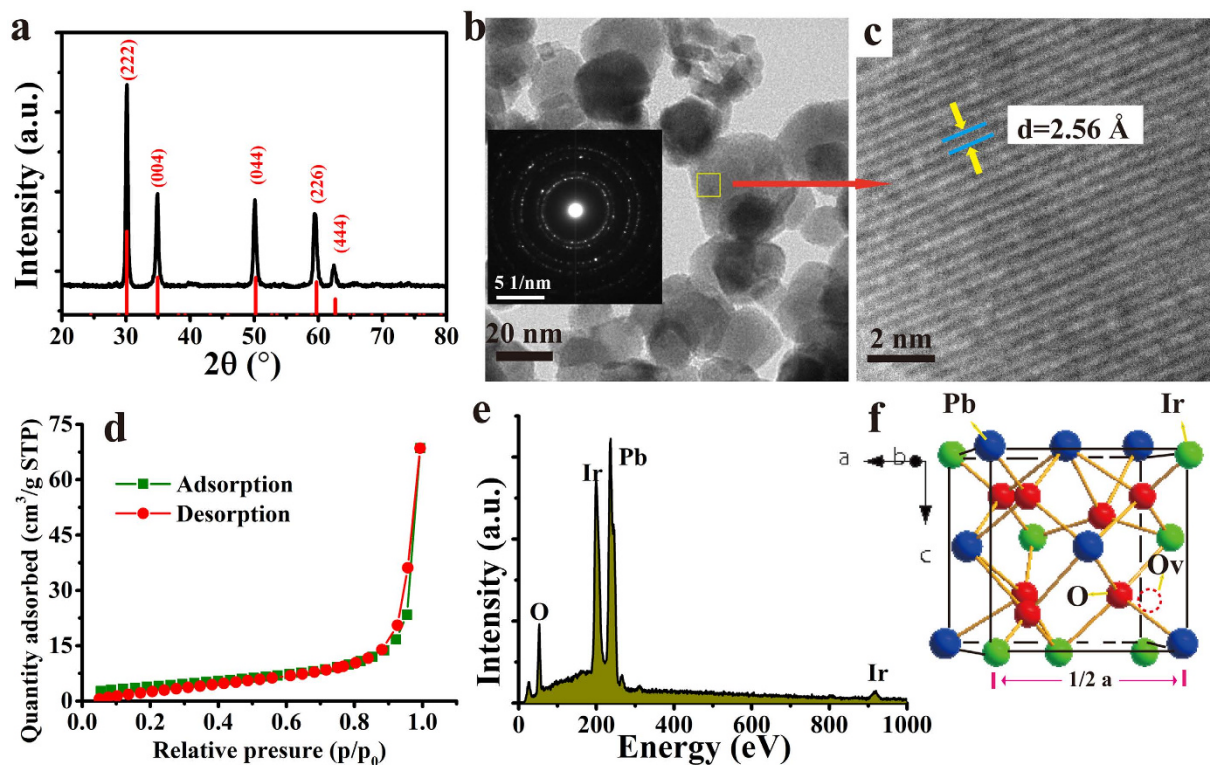 a
Intensity (a.u.)
(222)
(004)
(044)
(226)
(444)
20 30 40 50 60 70 80
2θ (°)
b
5 1/nm
20 nm
c
d=2.56 Å
2 nm
d
Quantity adsorbed (cm³/g STP)
75
60
45
30
15
0
Adsorption
Desorption
0.0 0.2 0.4 0.6 0.8 1.0
Relative presure (p/p₀)
e
Intensity (a.u.)
O
Ir
Pb
Ir
0 200 400 600 800 1000
Energy (eV)
f
Pb
Ir
a
b
c
Ov
O
1/2 a